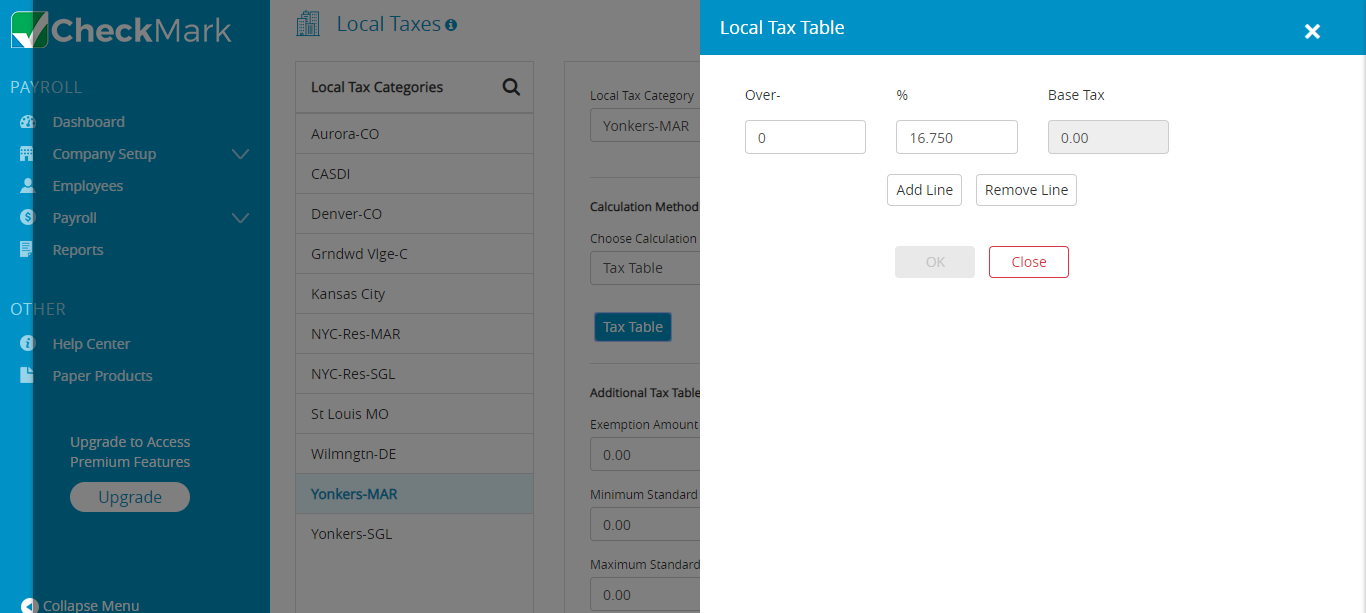 CheckMark
PAYROLL
Dashboard
Company Setup
Employees
Payroll
Reports
OTHER
Help Center
Paper Products
Upgrade to Access
Premium Features
Upgrade
Collapse Menu
Local Taxes
Local Tax Categories
Aurora-CO
CASDI
Denver-CO
Grndwd Vlge-C
Kansas City
NYC-Res-MAR
NYC-Res-SGL
St Louis MO
Wilmngtn-DE
Yonkers-MAR
Yonkers-SGL
Local Tax Category
Yonkers-MAR
Calculation Method
Choose Calculation
Tax Table
Tax Table
Additional Tax Table
Exemption Amount
0.00
Minimum Standard
0.00
Maximum Standard
0.00
Local Tax Table
Over- % Base Tax
0 16.750 0.00
Add Line Remove Line
OK Close